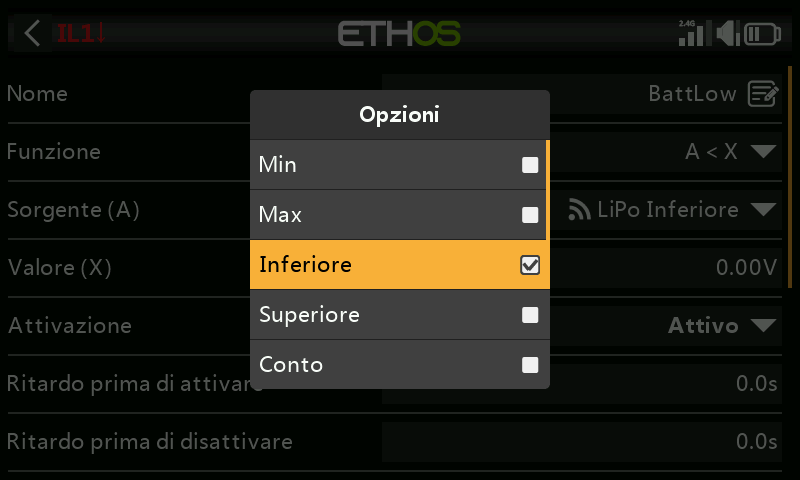 IL1↓
ETHOS
2.4G
Nome
BattLow
Opzioni
Funzione
A < X
Min
Sorgente (A)
LiPo Inferiore
Max
Valore (X)
0.00V
Inferiore
Attivazione
Attivo
Superiore
Conto
Ritardo prima di attivare
0.0s
Ritardo prima di disattivare
0.0s